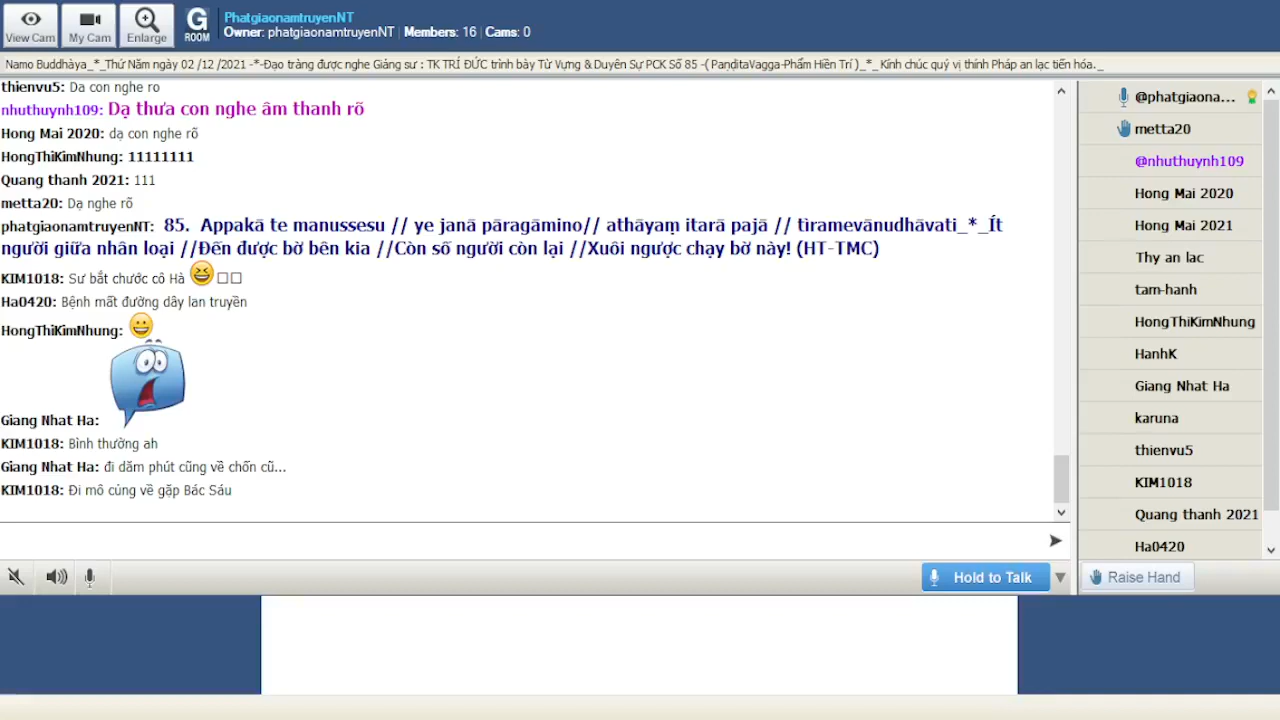 View Cam
My Cam
Enlarge
G
ROOM
PhatgiaonamtruyenNT
Owner: phatgiaonamtruyenNT | Members: 16 | Cams: 0
Namo Buddhàya_*_Thứ Năm ngày 02 /12 /2021 -*-Đạo tràng được nghe Giảng sư : TK TRÍ ĐỨC trình bày Từ Vựng & Duyên Sự PCK Số 85 -( PaṇḍitaVagga-Phẩm Hiền Trí )_*_ Kính chúc quý vị thính Pháp an lạc tiến hóa._
thienvu5: Da con nghe ro
nhuthuynh109: Dạ thưa con nghe âm thanh rõ
Hong Mai 2020: dạ con nghe rõ
HongThiKimNhung: 11111111
Quang thanh 2021: 111
metta20: Dạ nghe rõ
phatgiaonamtruyenNT: 85. Appakā te manussesu // ye janā pāragāmino// athāyaṃ itarā pajā // tìramevānudhāvati_*_Ít
người giữa nhân loại //Đến được bờ bên kia //Còn số người còn lại //Xuôi ngược chạy bờ này! (HT-TMC)
KIM1018: Sư bắt chước cô Hà
Ha0420: Bệnh mất đường dây lan truyền
HongThiKimNhung:
Giang Nhat Ha:
KIM1018: Bình thường ah
Giang Nhat Ha: đi dăm phút cũng về chốn cũ...
KIM1018: Đi mô cúng về gặp Bác Sáu
@phatgiaona...
metta20
@nhuthuynh109
Hong Mai 2020
Hong Mai 2021
Thy an lac
tam-hanh
HongThiKimNhung
HanhK
Giang Nhat Ha
karuna
thienvu5
KIM1018
Quang thanh 2021
Ha0420
Hold to Talk
Raise Hand